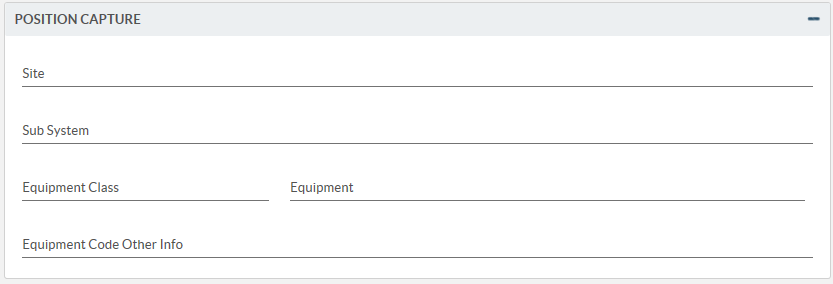 POSITION CAPTURE
Site
Sub System
Equipment Class
Equipment
Equipment Code Other Info